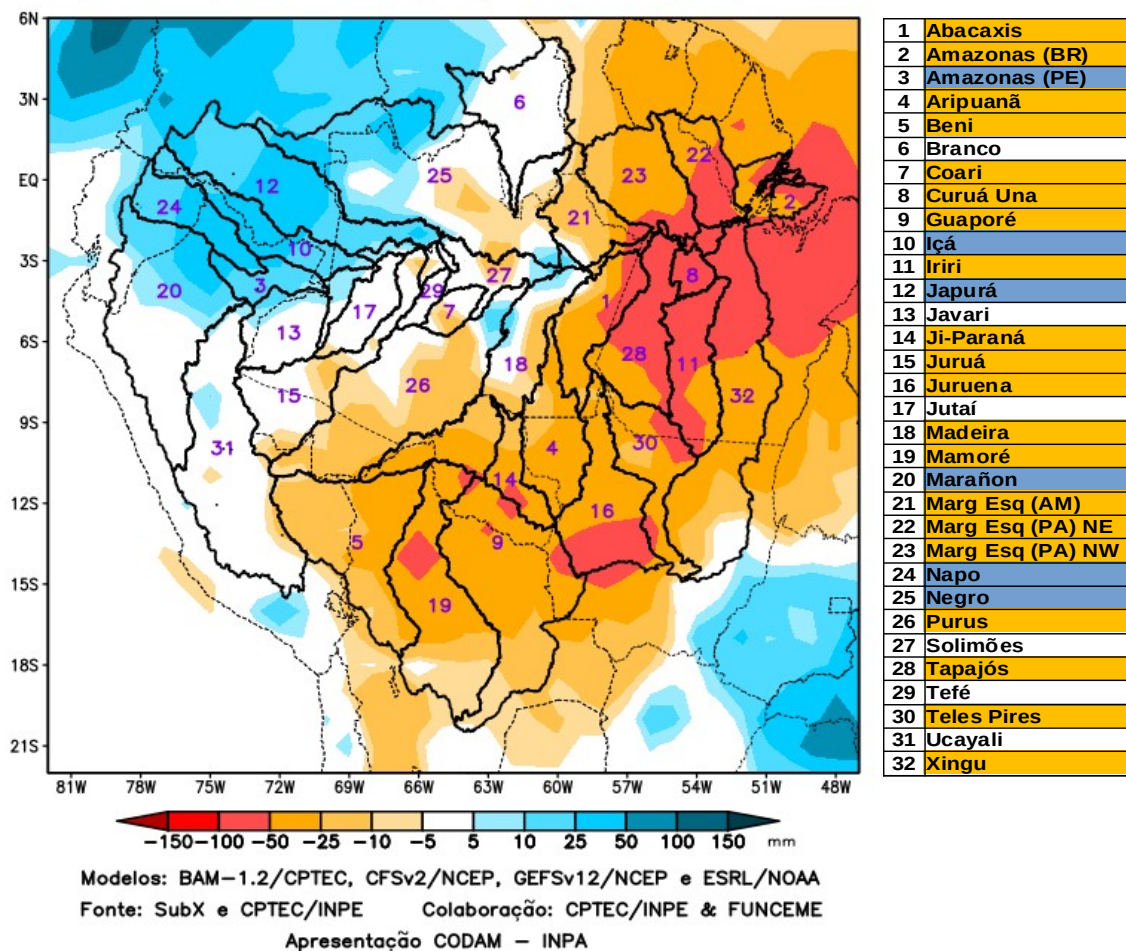 6N
3N
EQ
3S
6S
9S
12S
15S
18S
21S
81W 78W 75W 72W 69W 66W 63W 60W 57W 54W 51W 48W
6
25
12
23
22
24
21
2
10
27
20
3
29
8
7
1
17
13
28
11
18
15
26
32
31
4
30
14
16
5
9
19
-150 -100 -50 -25 -10 -5 5 10 25 50 100 150 mm
Modelos: BAM-1.2/CPTEC, CFSv2/NCEP, GEFSv12/NCEP e ESRL/NOAA
Fonte: SubX e CPTEC/INPE Colaboração: CPTEC/INPE & FUNCEME
Apresentação CODAM - INPA
1 Abacaxis
2 Amazonas (BR)
3 Amazonas (PE)
4 Aripuanã
5 Beni
6 Branco
7 Coari
8 Curuá Una
9 Guaporé
10 Içá
11 Iriri
12 Japurá
13 Javari
14 Ji-Paraná
15 Juruá
16 Juruena
17 Jutaí
18 Madeira
19 Mamoré
20 Marañon
21 Marg Esq (AM)
22 Marg Esq (PA) NE
23 Marg Esq (PA) NW
24 Napo
25 Negro
26 Purus
27 Solimões
28 Tapajós
29 Tefé
30 Teles Pires
31 Ucayali
32 Xingu